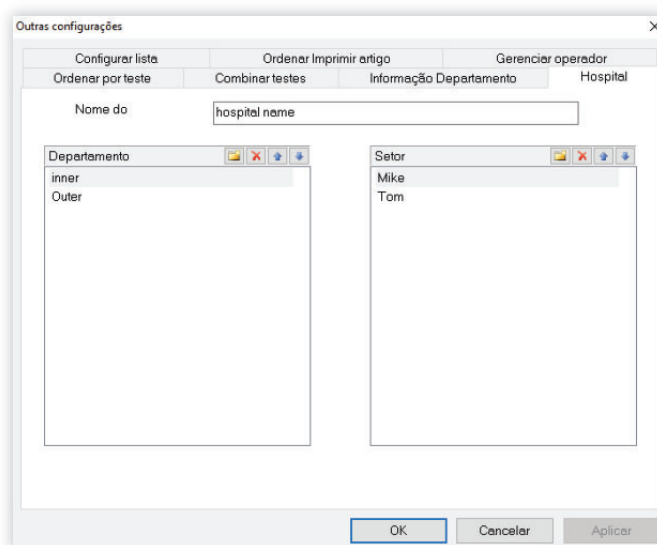 Outras configurações
Configurar lista Ordenar Imprimir artigo Gerenciar operador
Ordenar por teste Combinar testes Informação Departamento Hospital
Nome do hospital name
Departamento Setor
inner Mike
Outer Tom
OK Cancelar Aplicar